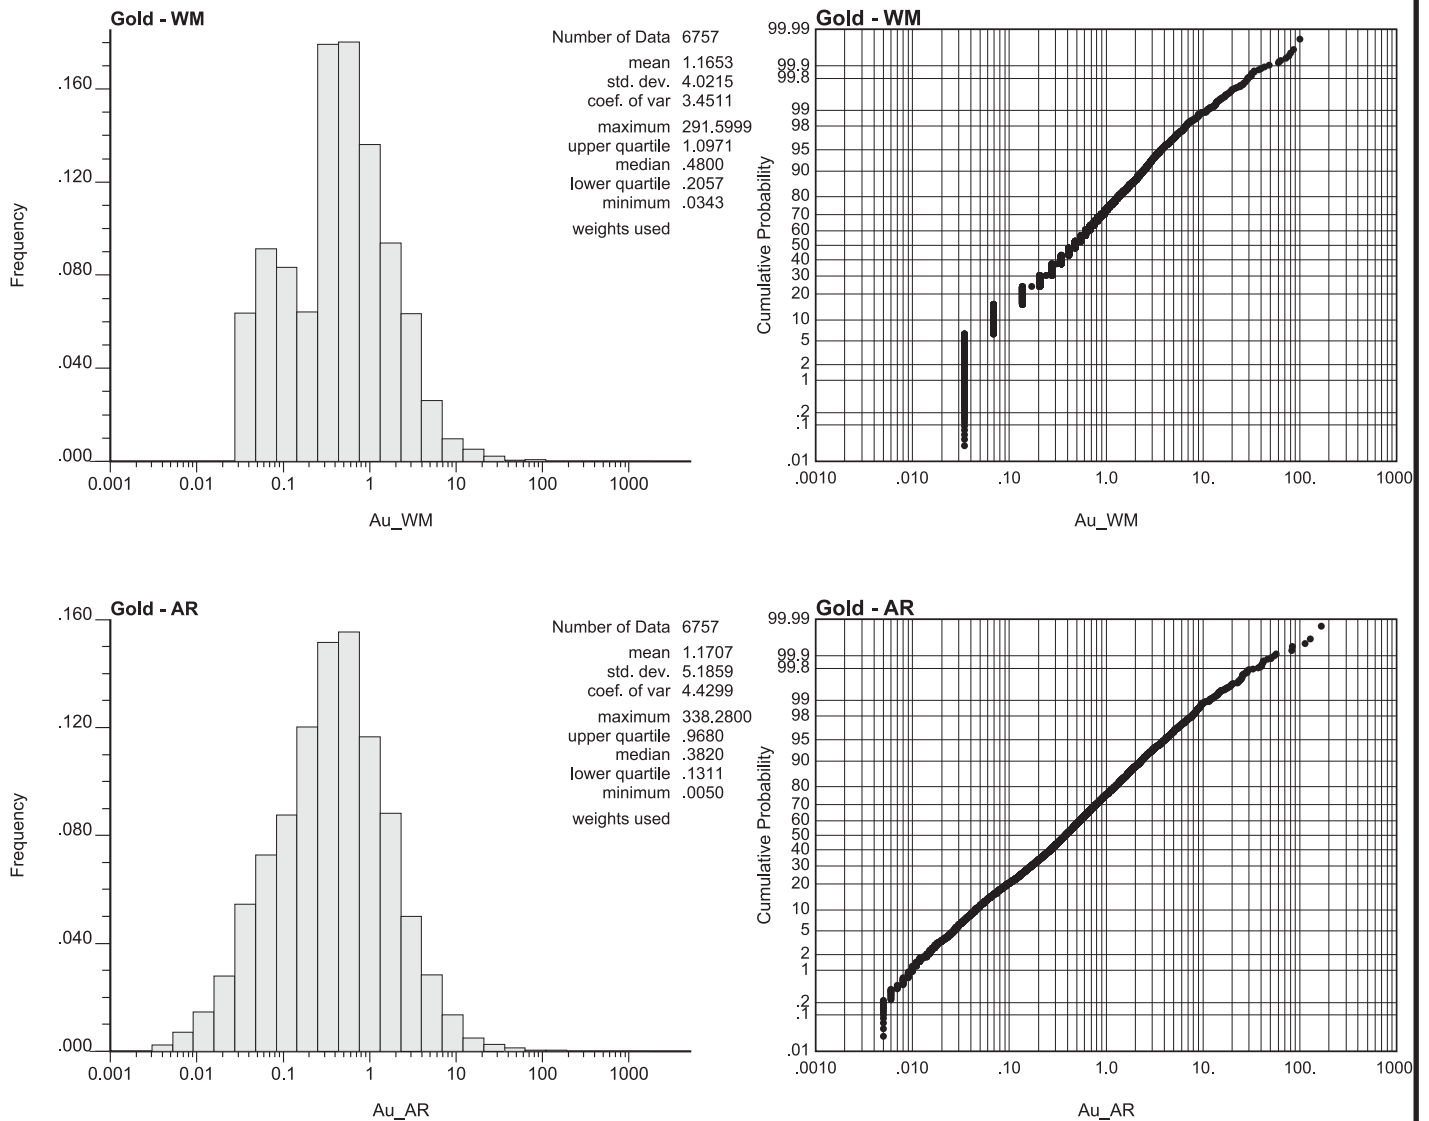 Gold - WM
Number of Data 6757
mean 1.1653
std. dev. 4.0215
coef. of var 3.4511
maximum 291.5999
upper quartile 1.0971
median .4800
lower quartile .2057
minimum .0343
weights used
Frequency
.160
.120
.080
.040
.000
0.001 0.01 0.1 1 10 100 1000
Au_WM
Gold - WM
Cumulative Probability
99.99
99.9
99.8
99
98
95
90
80
70
60
50
40
30
20
10
5
2
1
.2
.1
.01
.0010 .010 .10 1.0 10. 100. 1000
Au_WM
Gold - AR
Number of Data 6757
mean 1.1707
std. dev. 5.1859
coef. of var 4.4299
maximum 338.2800
upper quartile .9680
median .3820
lower quartile .1311
minimum .0050
weights used
Frequency
.160
.120
.080
.040
.000
0.001 0.01 0.1 1 10 100 1000
Au_AR
Gold - AR
Cumulative Probability
99.99
99.9
99.8
99
98
95
90
80
70
60
50
40
30
20
10
5
2
1
.2
.1
.01
.0010 .010 .10 1.0 10. 100. 1000
Au_AR